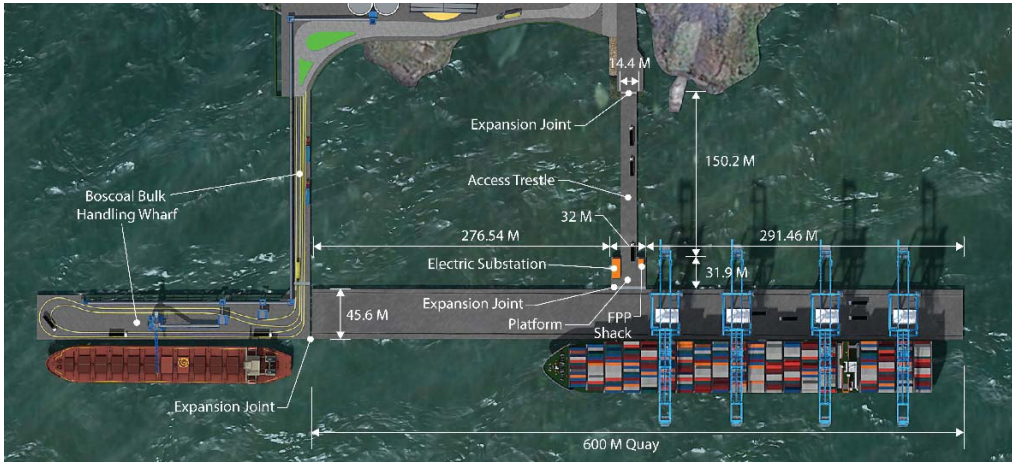 14.4 M
Expansion Joint
150.2 M
Access Trestle
Boscoal Bulk
Handling Wharf
32 M
276.54 M
291.46 M
Electric Substation
31.9 M
Expansion Joint
45.6 M
Platform
FPP
Shack
Expansion Joint
600 M Quay